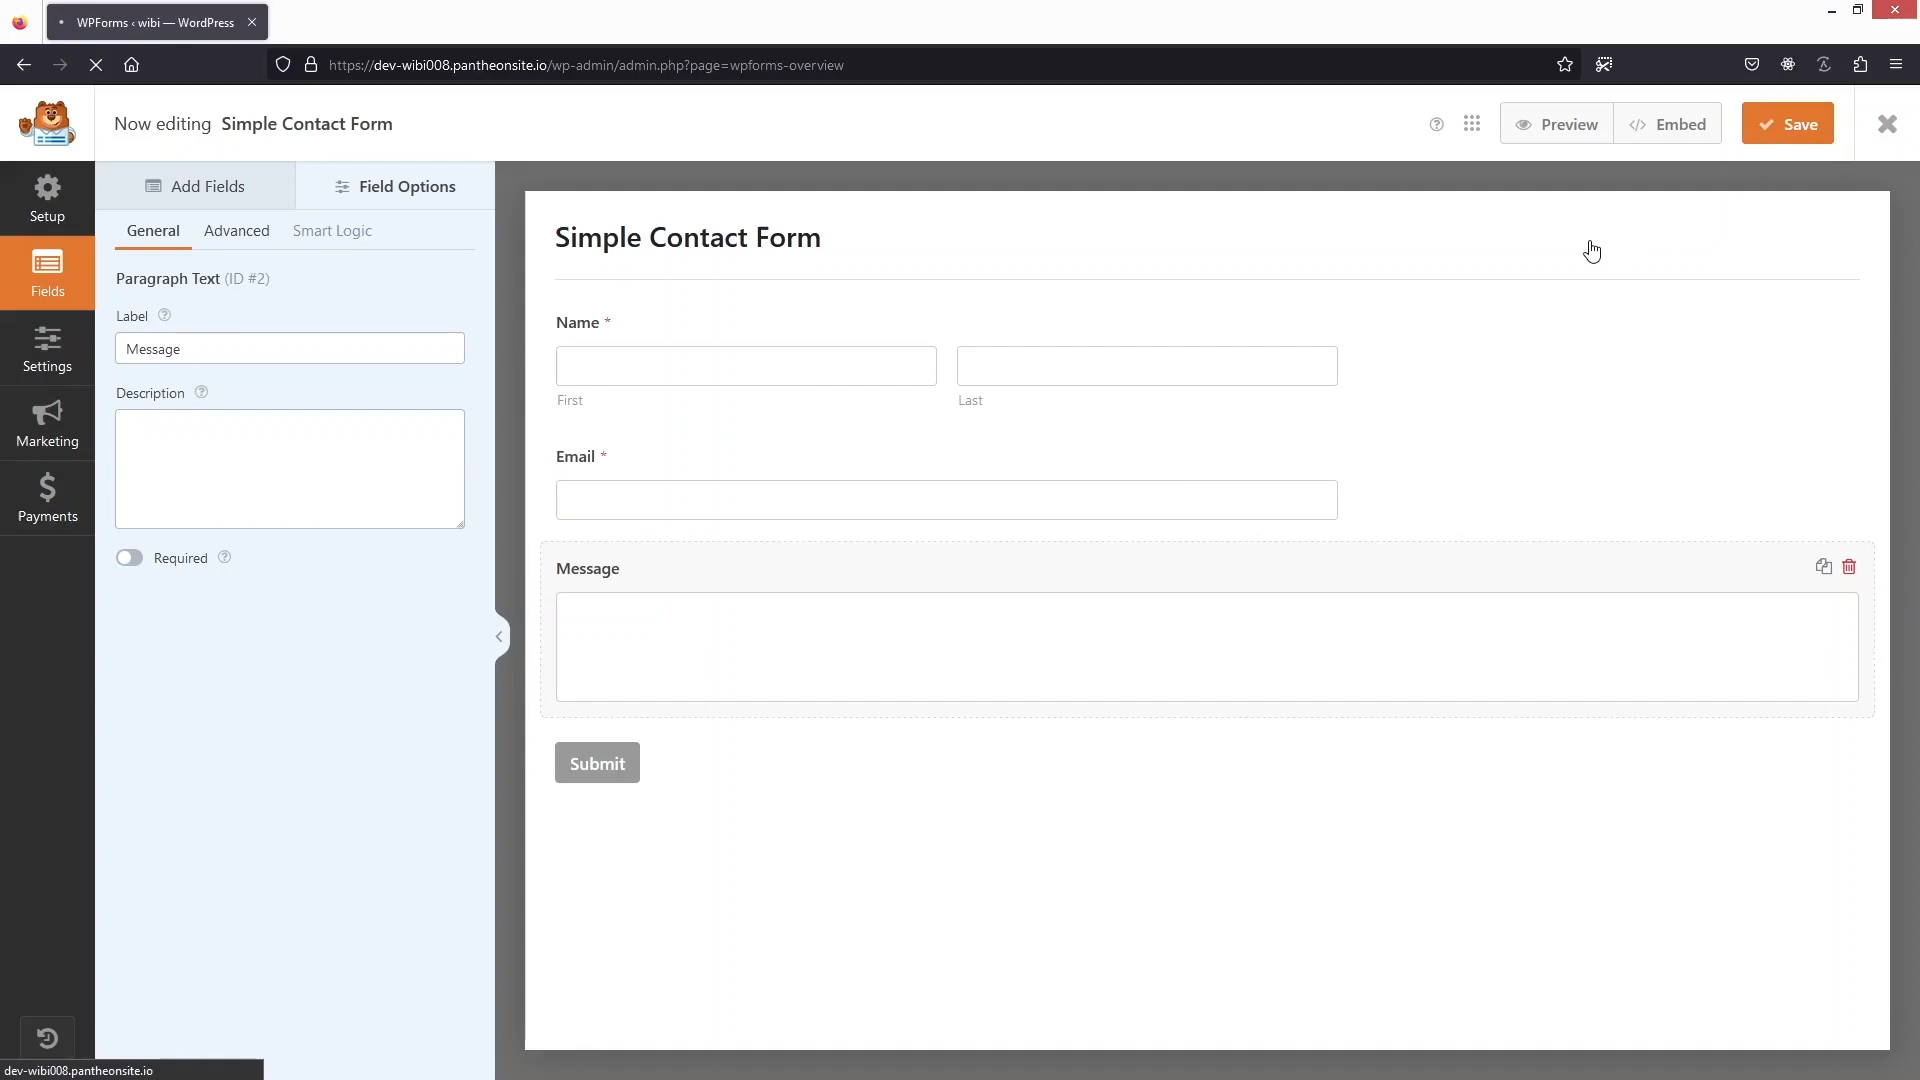 WPForms ‹ wibi — WordPress
https://dev-wibi008.pantheonsite.io/wp-admin/admin.php?page=wpforms-overview
Now editing Simple Contact Form
Preview
</> Embed
Save
Setup
Fields
Settings
Marketing
Payments
Add Fields
Field Options
General
Advanced
Smart Logic
Paragraph Text (ID #2)
Label
Message
Description
Required
Simple Contact Form
Name *
First
Last
Email *
Message
Submit
dev-wibi008.pantheonsite.io